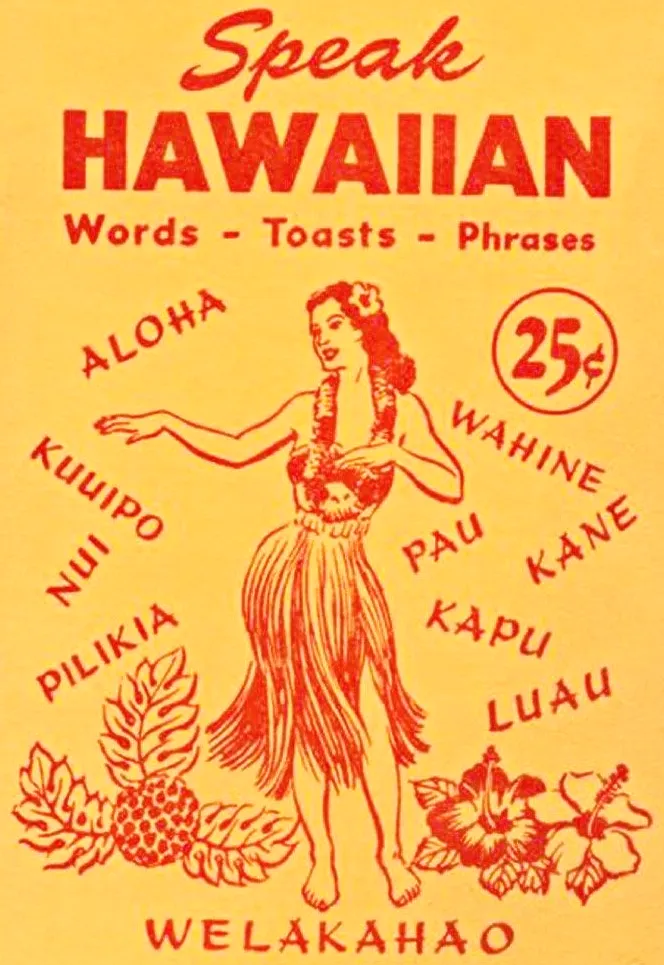 Speak
HAWAIIAN
Words - Toasts - Phrases
ALOHA
25¢
WAHINE
KUUIPO
KANE
PAU
NUI
KAPU
PILIKIA
LUAU
WELAKAHAO